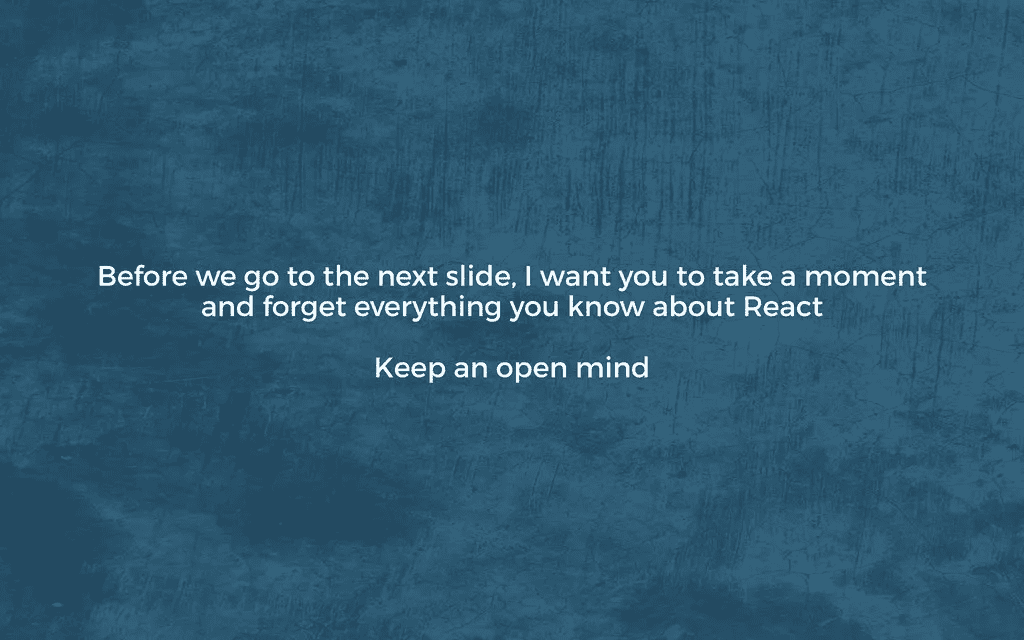 Before we go to the next slide, I want you to take a moment
and forget everything you know about React
Keep an open mind